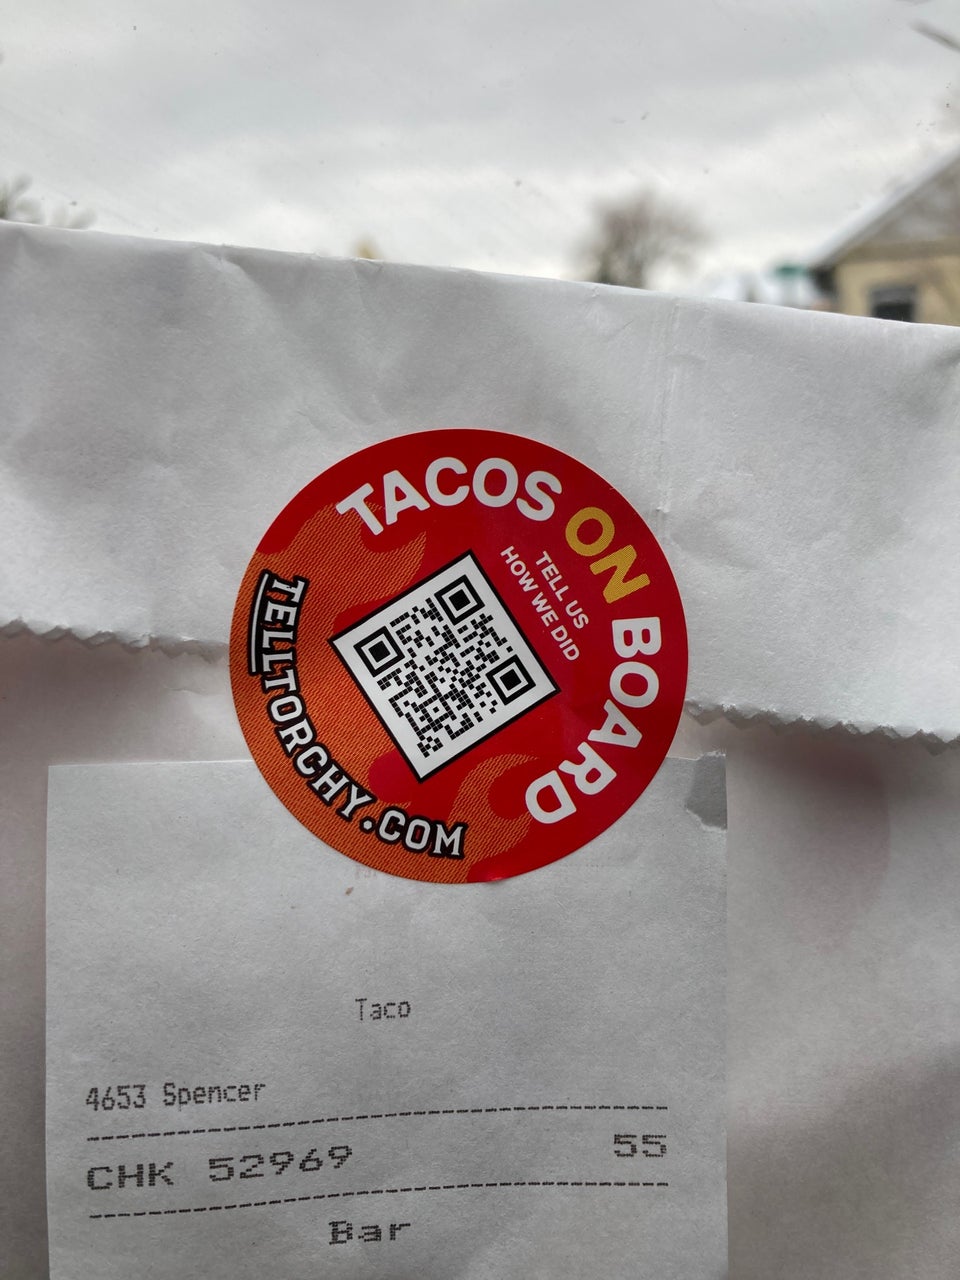 TACOS ON BOARD
TELL US
HOW WE DID
TELLTORCHY.COM
Taco
4653 Spencer
CHK 52969 55
Bar